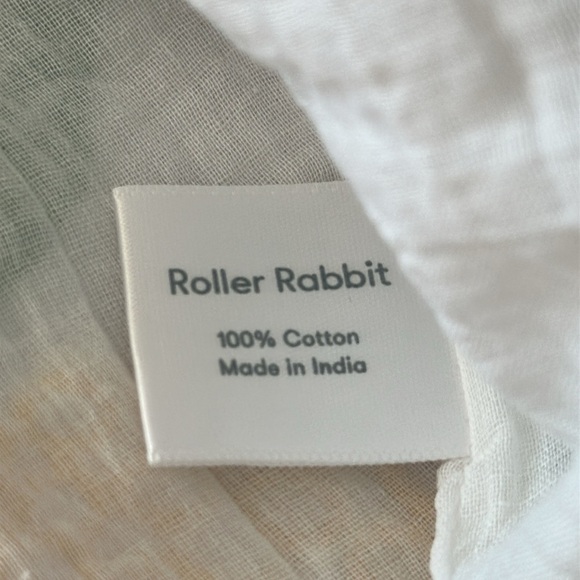 Roller Rabbit
100% Cotton
Made in India